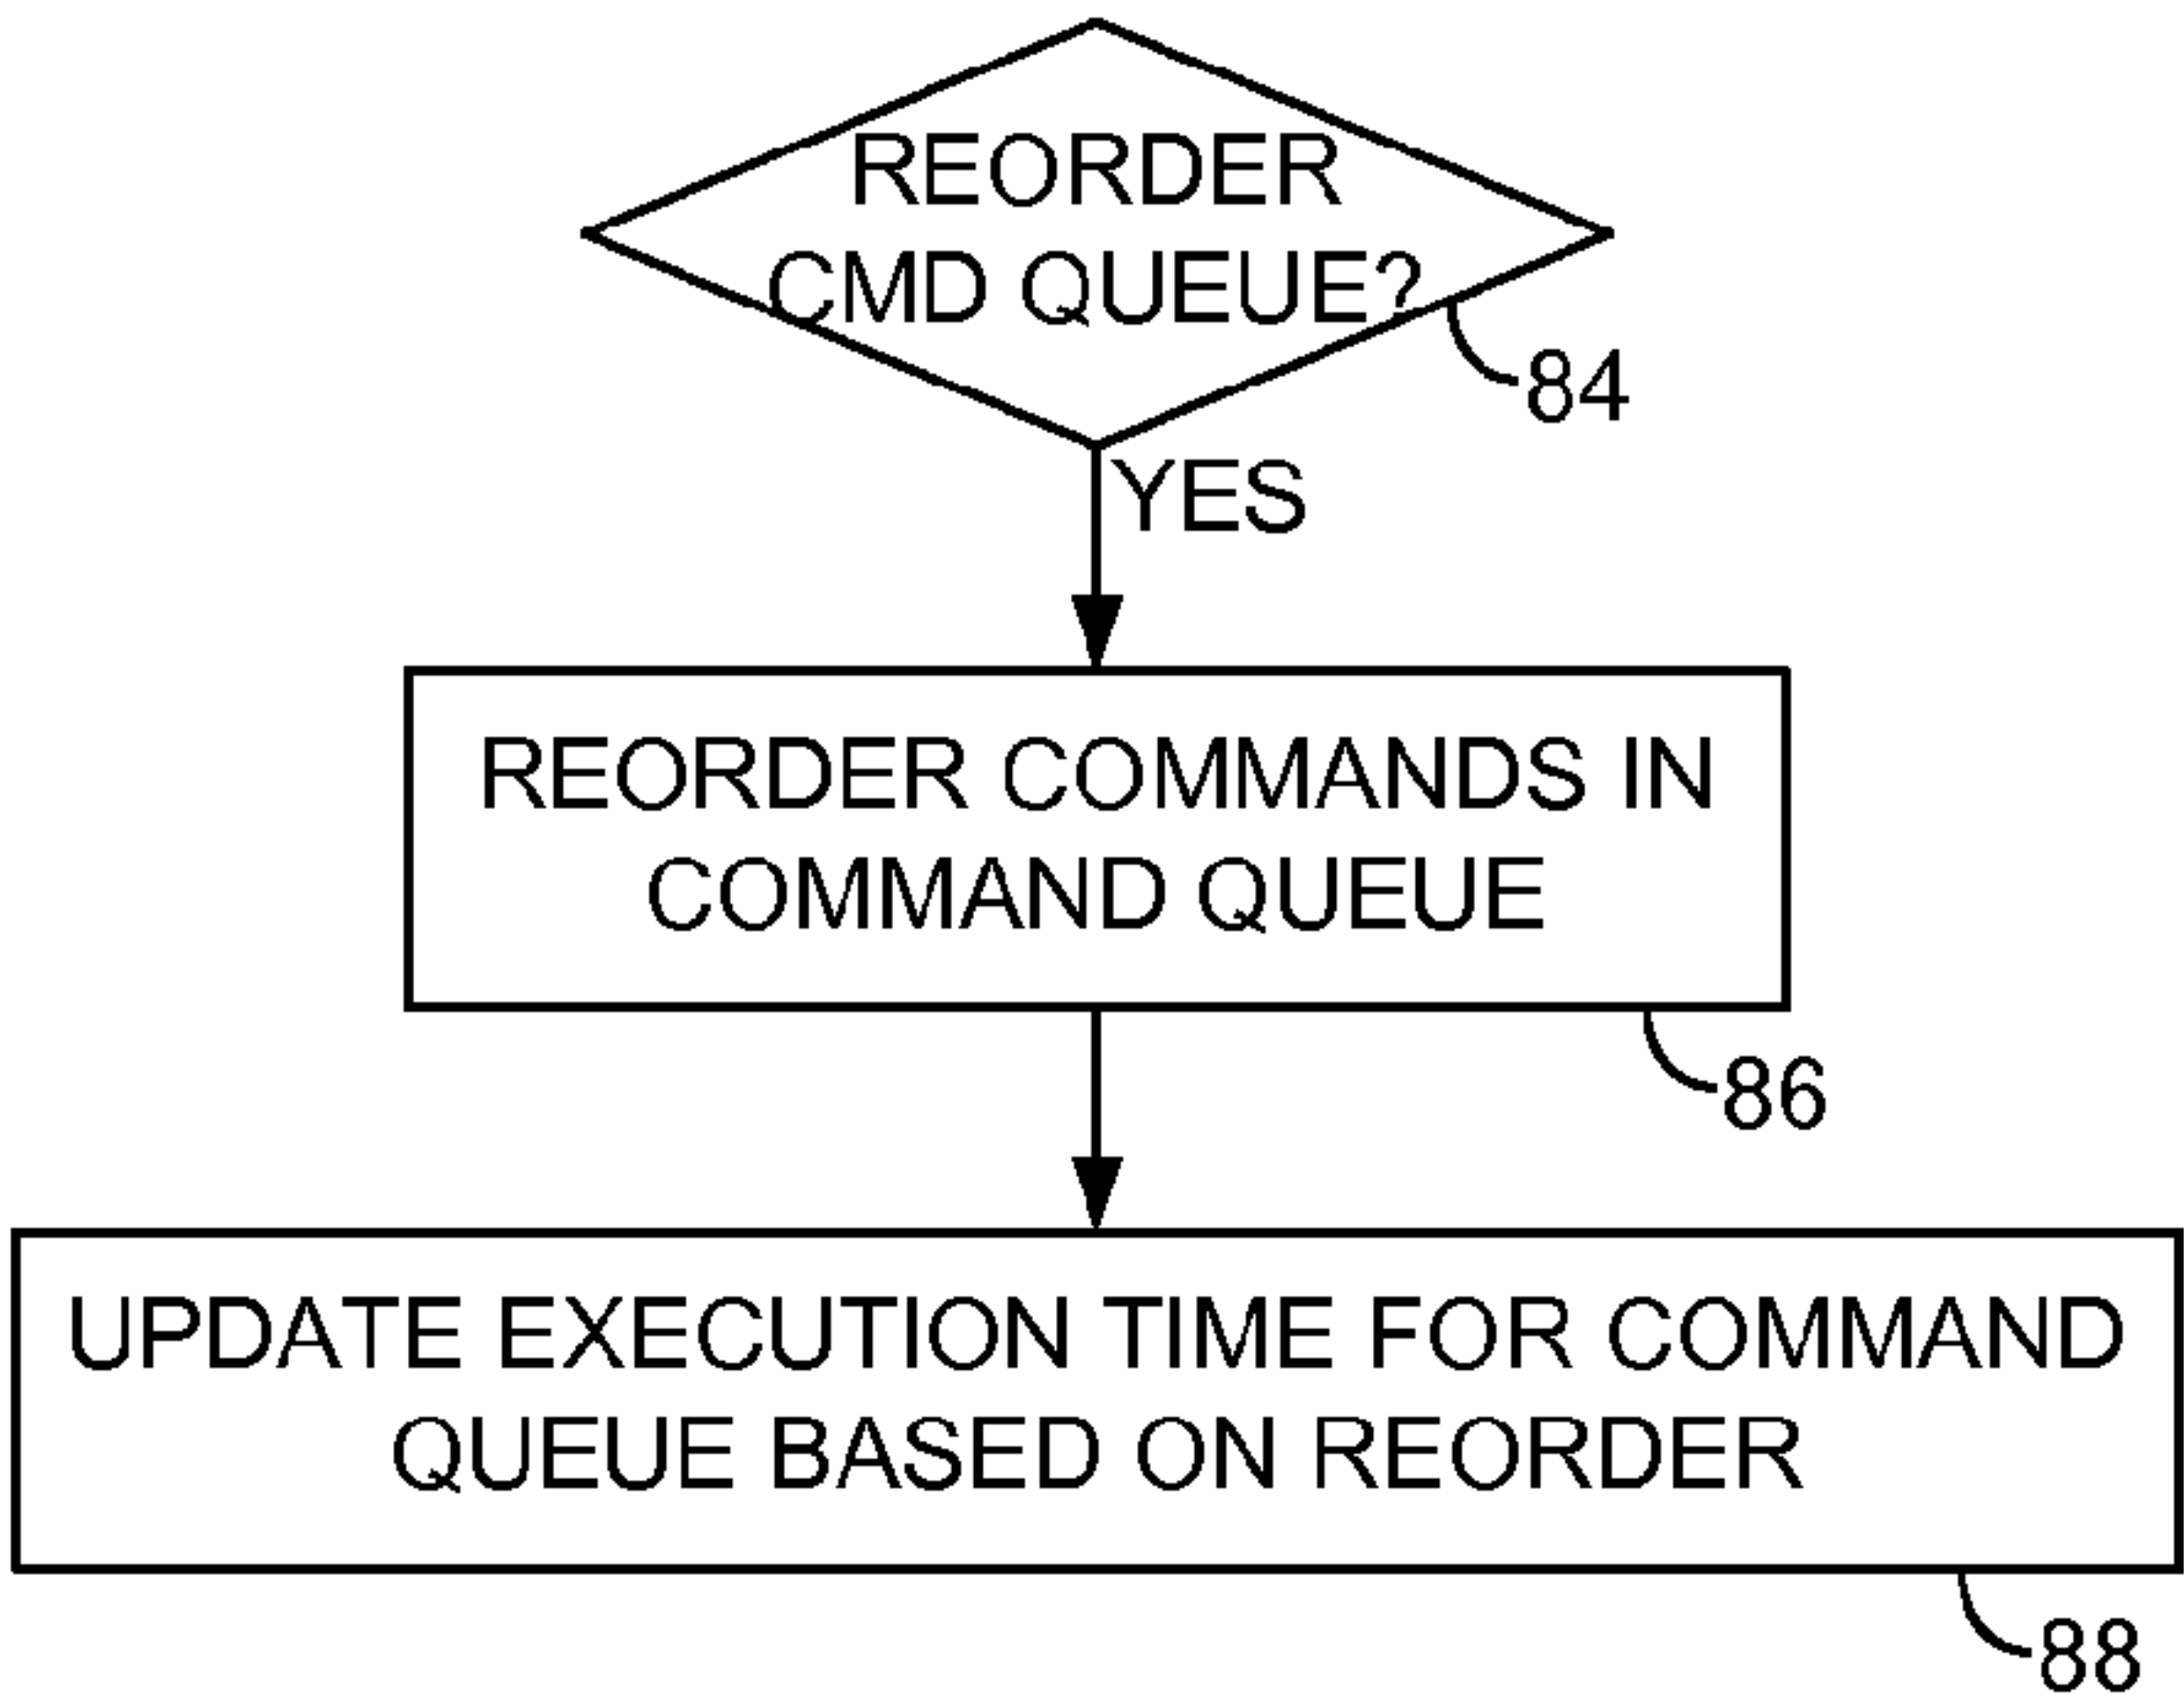 REORDER
CMD QUEUE?
84
YES
REORDER COMMANDS IN
COMMAND QUEUE
86
UPDATE EXECUTION TIME FOR COMMAND
QUEUE BASED ON REORDER
88